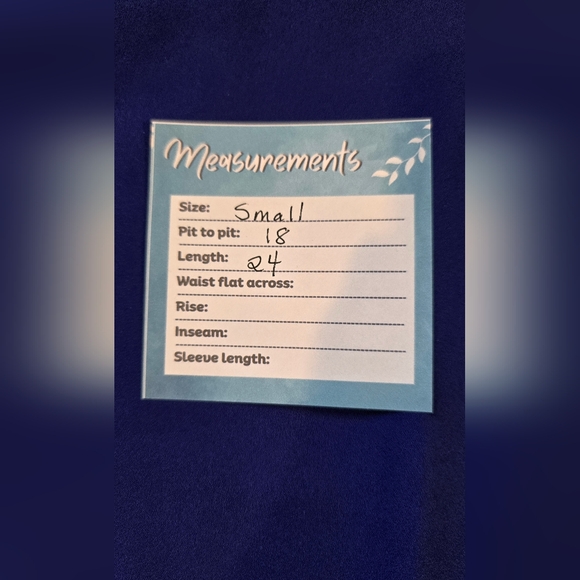 Measurements
Size: Small
Pit to pit: 18
Length: 24
Waist flat across:
Rise:
Inseam:
Sleeve length: